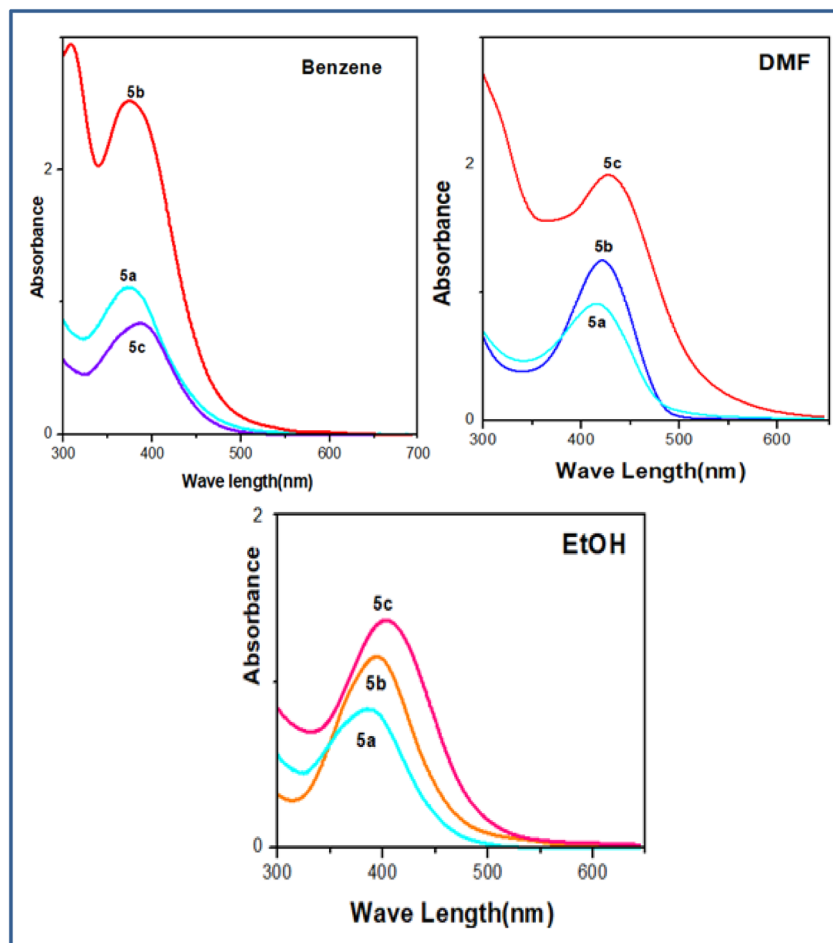 Benzene
5b
2
5a
5c
0
300 400 500 600 700
Absorbance
Wave length(nm)
DMF
2
5c
5b
5a
0
300 400 500 600
Absorbance
Wave Length(nm)
EtOH
2
5c
5b
5a
0
300 400 500 600
Absorbance
Wave Length(nm)